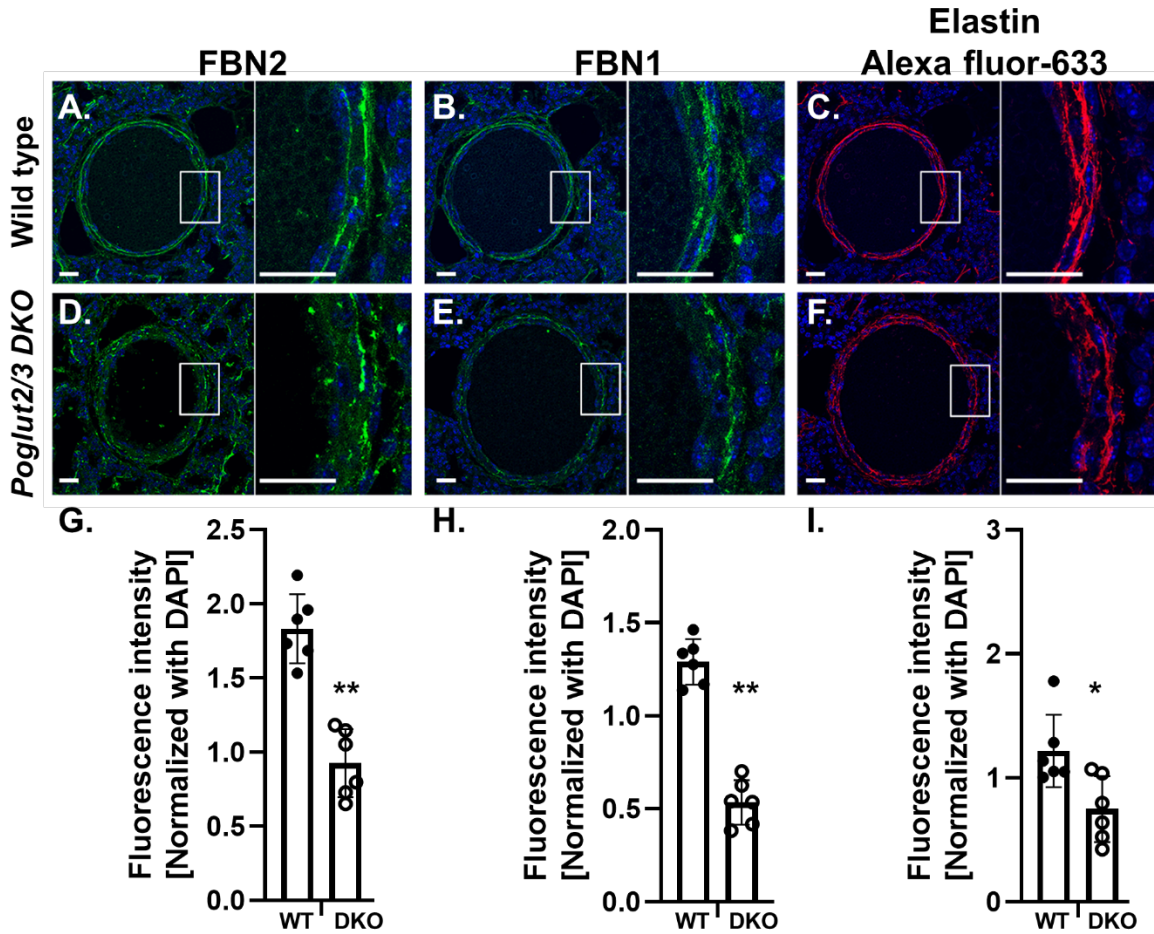 FBN2
FBN1
Elastin
Alexa fluor-633
Wild type
A.
B.
C.
Poglut2/3 DKO
D.
E.
F.
G.
Fluorescence intensity
[Normalized with DAPI]
2.5
2.0
1.5
1.0
0.5
0.0
**
WT
DKO
H.
Fluorescence intensity
[Normalized with DAPI]
2.0
1.5
1.0
0.5
0.0
**
WT
DKO
I.
Fluorescence intensity
[Normalized with DAPI]
3
2
1
0
*
WT
DKO